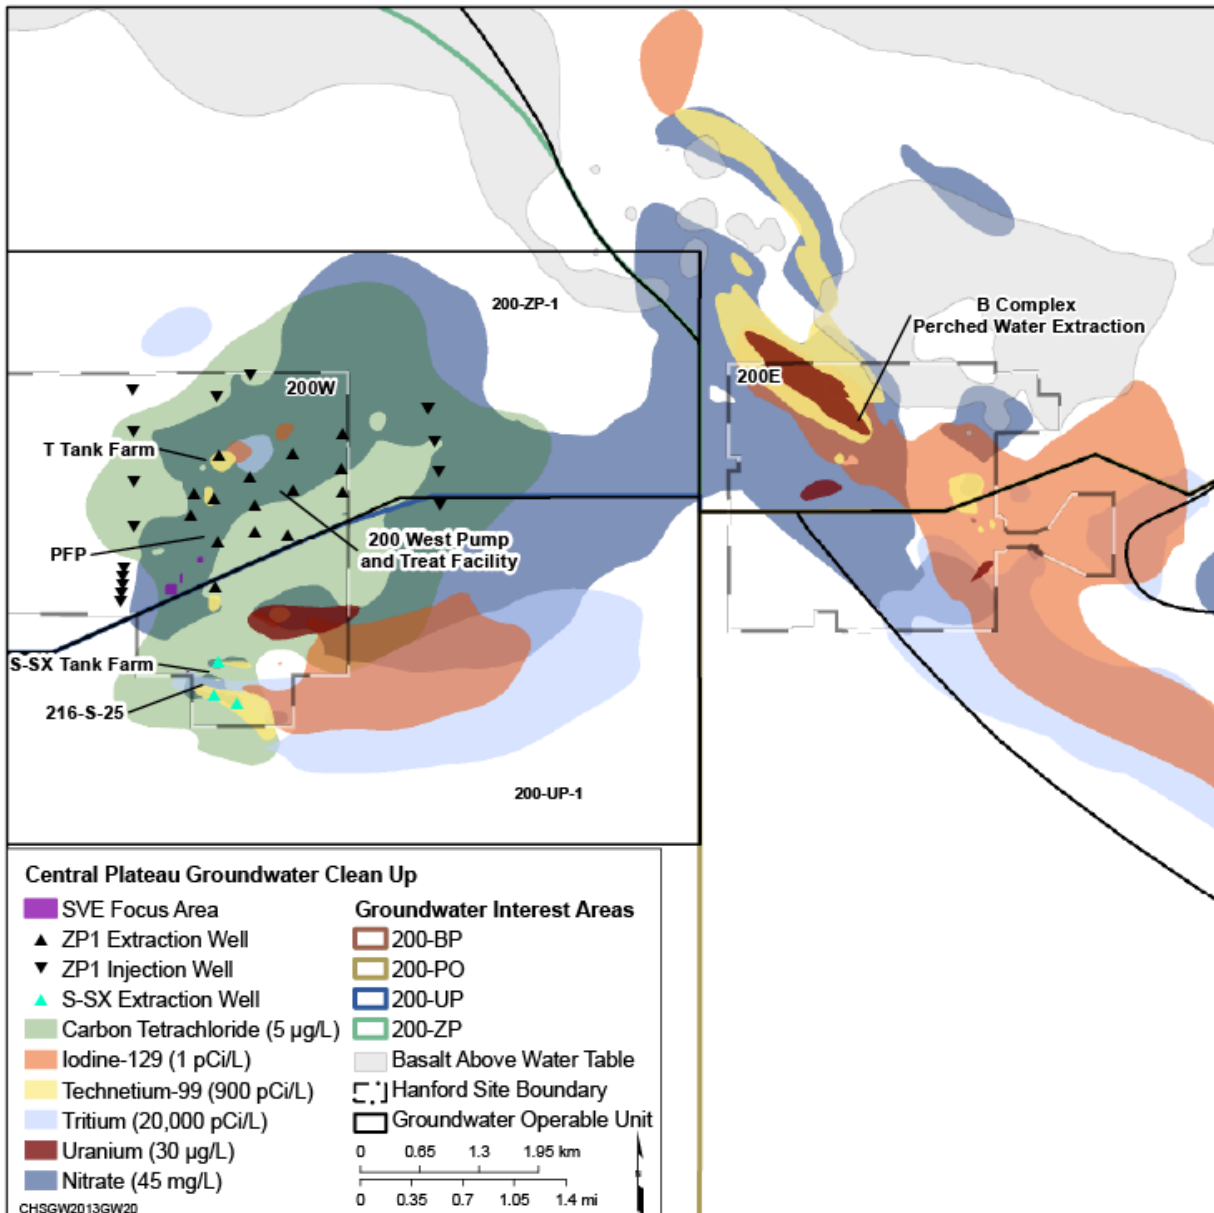 200-ZP-1
B Complex
Perched Water Extraction
200W
200E
T Tank Farm
PFP
200 West Pump
and Treat Facility
S-SX Tank Farm
216-S-25
200-UP-1
Central Plateau Groundwater Clean Up
SVE Focus Area
ZP1 Extraction Well
ZP1 Injection Well
S-SX Extraction Well
Carbon Tetrachloride (5 µg/L)
Iodine-129 (1 pCi/L)
Technetium-99 (900 pCi/L)
Tritium (20,000 pCi/L)
Uranium (30 µg/L)
Nitrate (45 mg/L)
CHSGW2013GW20
Groundwater Interest Areas
200-BP
200-PO
200-UP
200-ZP
Basalt Above Water Table
Hanford Site Boundary
Groundwater Operable Unit
0 0.65 1.3 1.95 km
0 0.35 0.7 1.05 1.4 mi